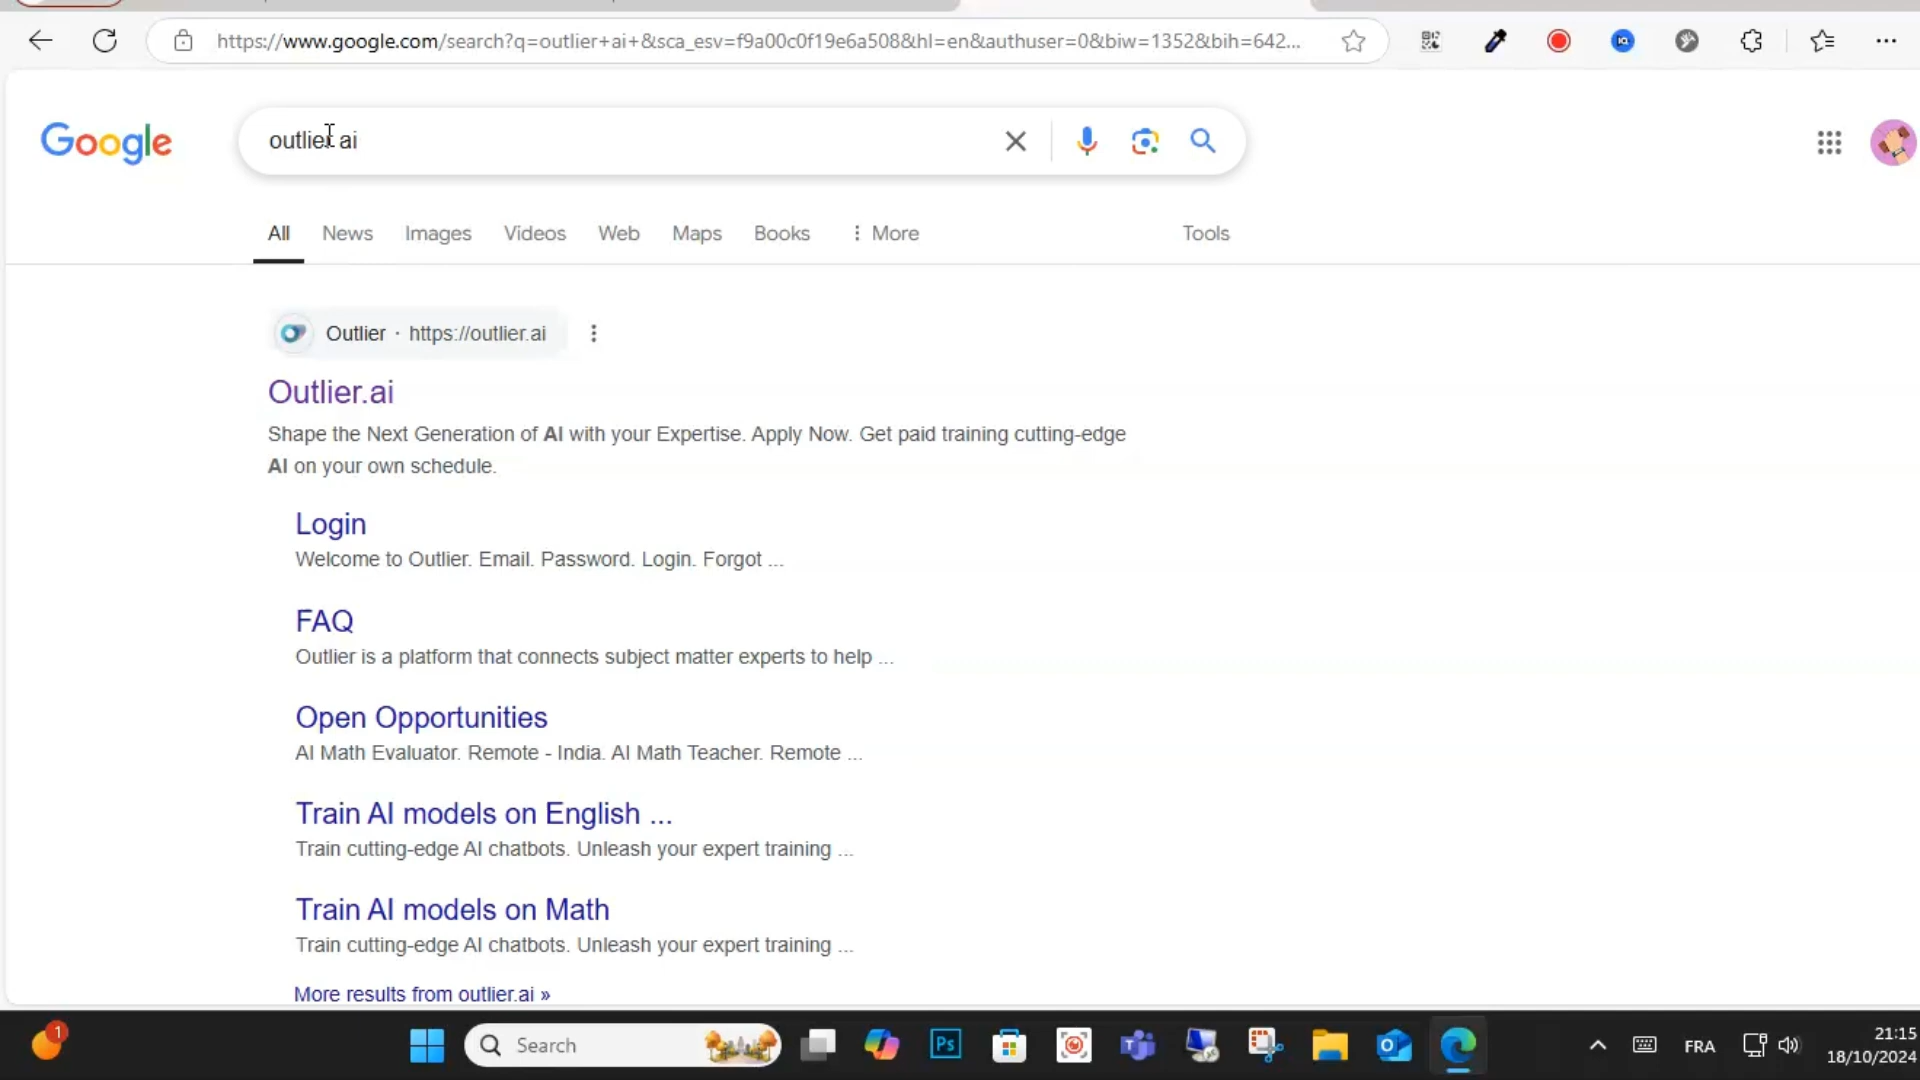 https://www.google.com/search?q=outlier+ai+&sca_esv=f9a00c0f19e6a508&hl=en&authuser=0&biw=1352&bih=642...
Google
outlier ai
All
News
Images
Videos
Web
Maps
Books
More
Tools
Outlier · https://outlier.ai
Outlier.ai
Shape the Next Generation of AI with your Expertise. Apply Now. Get paid training cutting-edge
AI on your own schedule.
Login
Welcome to Outlier. Email. Password. Login. Forgot ...
FAQ
Outlier is a platform that connects subject matter experts to help ...
Open Opportunities
AI Math Evaluator. Remote - India. AI Math Teacher. Remote ...
Train AI models on English ...
Train cutting-edge AI chatbots. Unleash your expert training ...
Train AI models on Math
Train cutting-edge AI chatbots. Unleash your expert training ...
More results from outlier.ai »
1
Search
Ps
FRA
21:15
18/10/2024